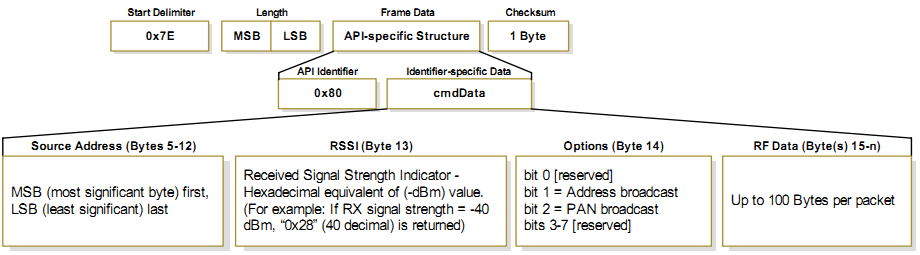 Start Delimiter
Length
Frame Data
Checksum
0x7E
MSB
LSB
API-specific Structure
1 Byte
API Identifier
Identifier-specific Data
0x80
cmdData
Source Address (Bytes 5-12)
MSB (most significant byte) first,
LSB (least significant) last
RSSI (Byte 13)
Received Signal Strength Indicator -
Hexadecimal equivalent of (-dBm) value.
(For example: If RX signal strength = -40
dBm, “0x28” (40 decimal) is returned)
Options (Byte 14)
bit 0 [reserved]
bit 1 = Address broadcast
bit 2 = PAN broadcast
bits 3-7 [reserved]
RF Data (Byte(s) 15-n)
Up to 100 Bytes per packet